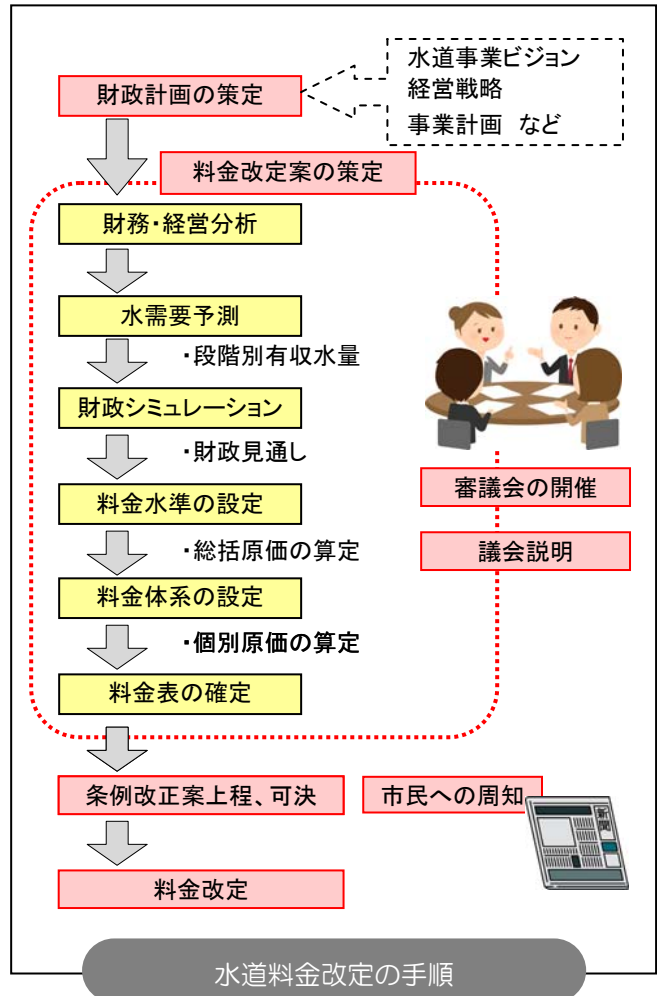 水道事業ビジョン
経営戦略
事業計画 など
財政計画の策定
料金改定案の策定
財務・経営分析
水需要予測
・段階別有収水量
財政シミュレーション
・財政見通し
料金水準の設定
・総括原価の算定
料金体系の設定
・個別原価の算定
料金表の確定
審議会の開催
議会説明
条例改正案上程、可決
市民への周知
新聞
料金改定
水道料金改定の手順